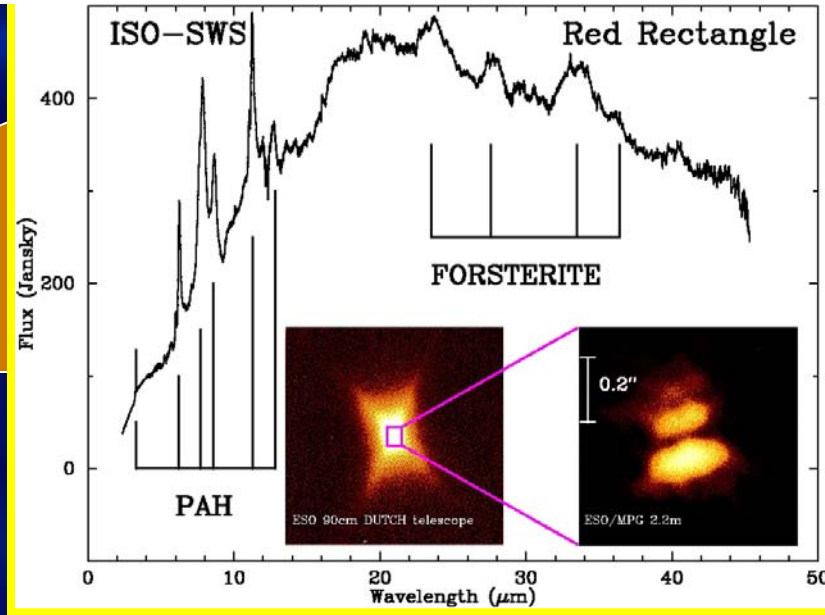 ISO-SWS
Red Rectangle
400
200
0
Flux (Jansky)
FORSTERITE
PAH
0.2"
ESO 90cm DUTCH telescope
ESO/MPG 2.2m
0 10 20 30 40 50
Wavelength (μm)